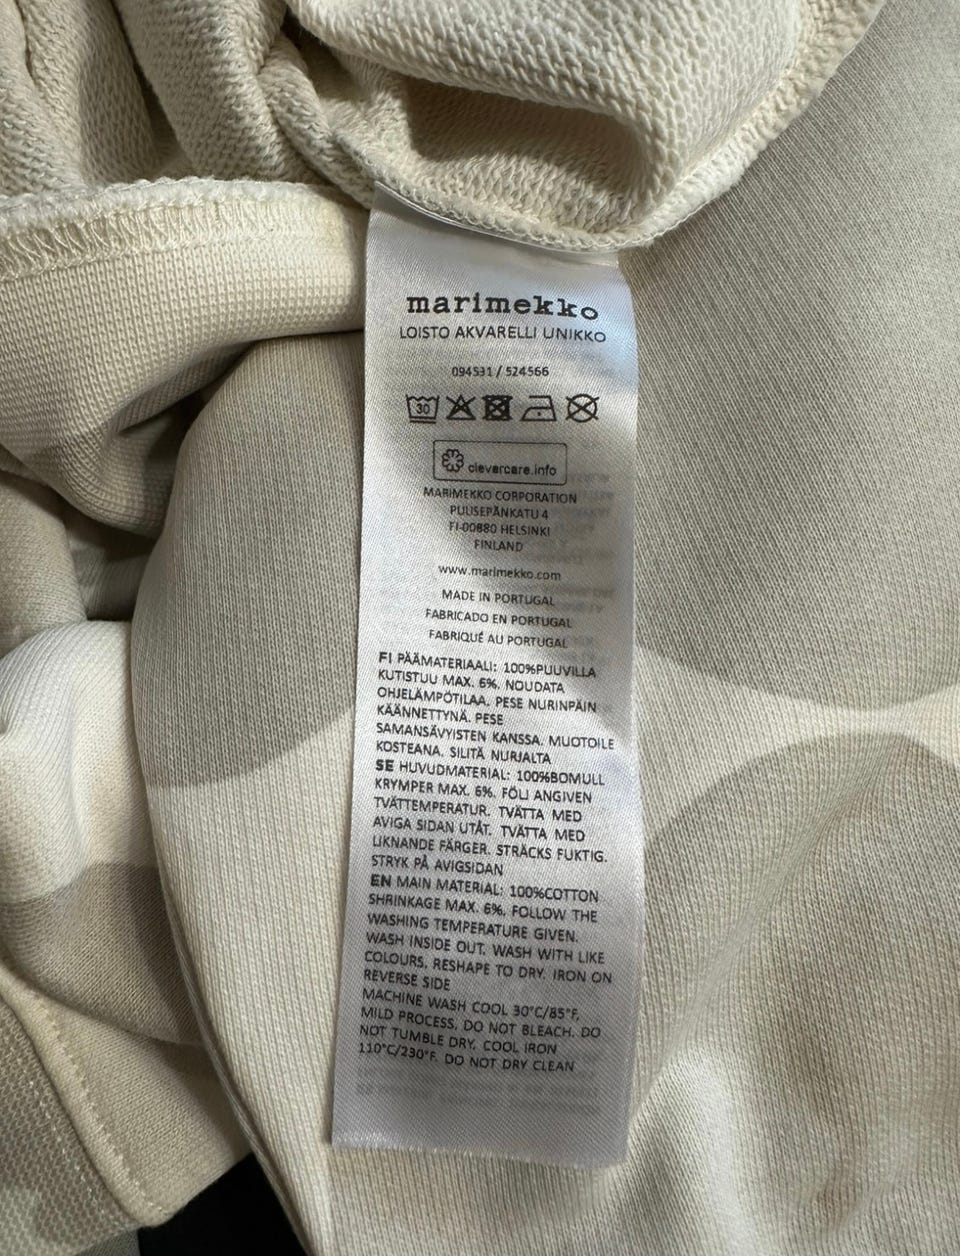 marimekko
LOISTO AKVARELLI UNIKKO
094531 / 524566
30
clevercare.info
MARIMEKKO CORPORATION
PUUSEPÄNKATU 4
FI-00880 HELSINKI
FINLAND
www.marimekko.com
MADE IN PORTUGAL
FABRICADO EN PORTUGAL
FABRIQUÉ AU PORTUGAL
FI PÄÄMATERIAALI: 100%PUUVILLA
KUTISTUU MAX. 6%. NOUDATA
OHJELÄMPÖTILAA. PESE NURINPÄIN
KÄÄNNETTYNÄ. PESE
SAMANSÄVYISTEN KANSSA. MUOTOILE
KOSTEANA. SILITÄ NURJALTA
SE HUVUDMATERIAL: 100%BOMULL
KRYMPER MAX. 6%. FÖLJ ANGIVEN
TVÄTTEMPERATUR. TVÄTTA MED
AVIGA SIDAN UTÅT. TVÄTTA MED
LIKNANDE FÄRGER. STRÄCKS FUKTIG.
STRYK PÅ AVIGSIDAN
EN MAIN MATERIAL: 100%COTTON
SHRINKAGE MAX. 6%. FOLLOW THE
WASHING TEMPERATURE GIVEN.
WASH INSIDE OUT. WASH WITH LIKE
COLOURS, RESHAPE TO DRY. IRON ON
REVERSE SIDE
MACHINE WASH COOL 30°C/85°F,
MILD PROCESS, DO NOT BLEACH. DO
NOT TUMBLE DRY. COOL IRON
110°C/230°F. DO NOT DRY CLEAN